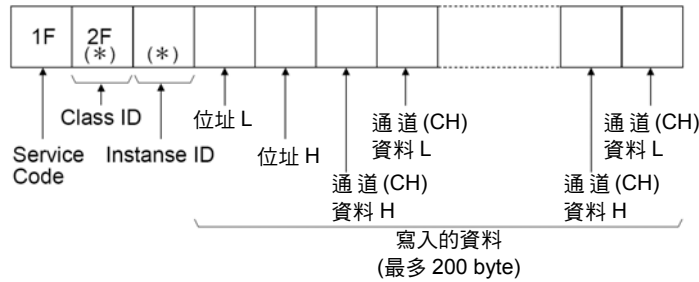 1F 2F
(*) (*)
Class ID
Service
Code
Instanse ID
位址 L
位址 H
通道 (CH)
資料 H
通道 (CH)
資料 L
通道 (CH)
資料 H
通道 (CH)
資料 L
寫入的資料
(最多 200 byte)